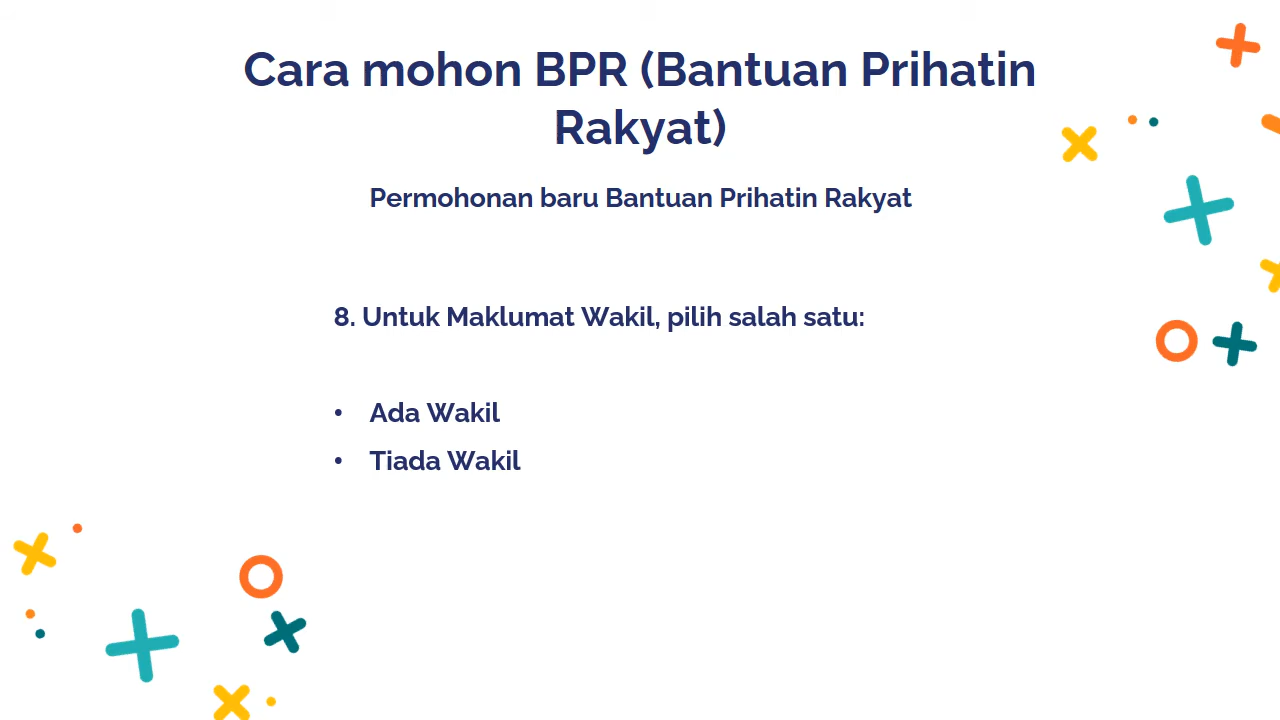 Cara mohon BPR (Bantuan Prihatin
Rakyat)
Permohonan baru Bantuan Prihatin Rakyat
8. Untuk Maklumat Wakil, pilih salah satu:
• Ada Wakil
• Tiada Wakil